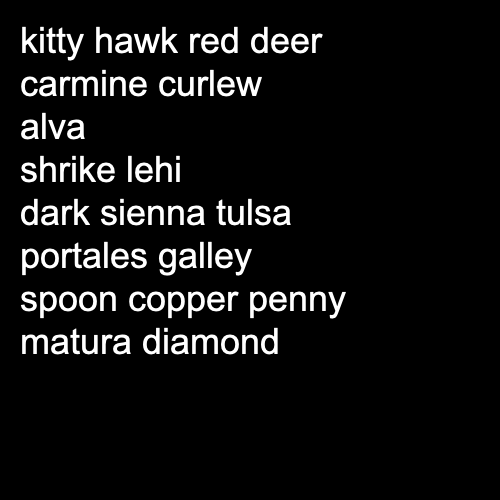 kitty hawk red deer
carmine curlew
alva
shrike lehi
dark sienna tulsa
portales galley
spoon copper penny
matura diamond